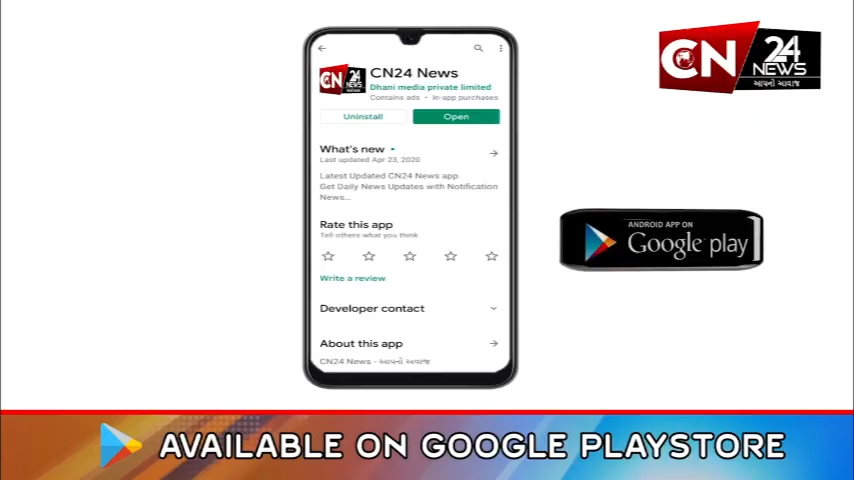 CN24 News
Dhani media private limited
Contains ads • In-app purchases
Uninstall
Open
What's new •
Last updated Apr 23, 2020
Latest Updated CN24 News app
Get Daily News Updates with Notification
News...
Rate this app
Tell others what you think
Write a review
Developer contact
About this app
CN24 News - આપનો અવાજ
CN 24
NEWS
આપનો અવાજ
ANDROID APP ON
Google play
AVAILABLE ON GOOGLE PLAYSTORE